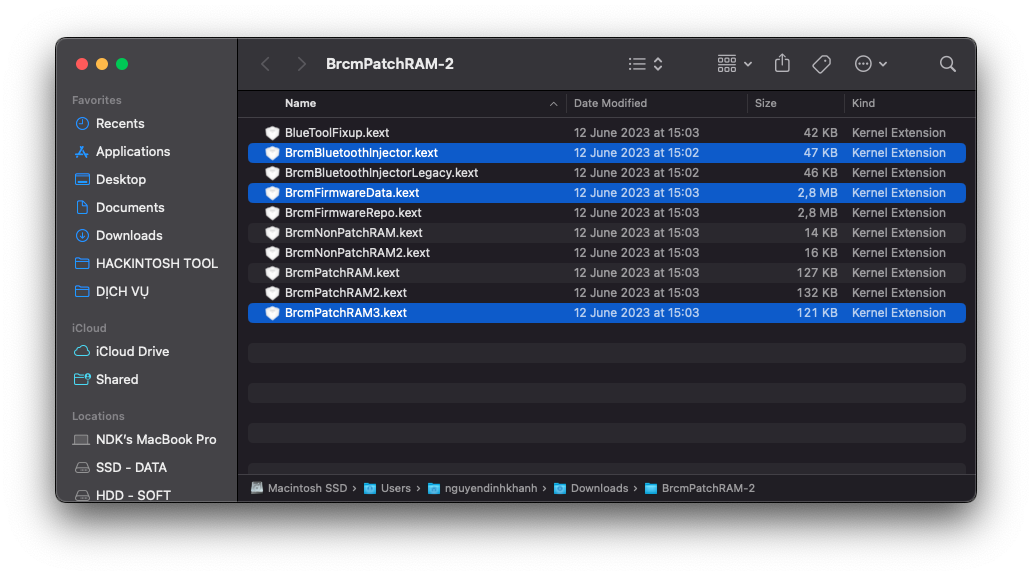 BrcmPatchRAM-2
Favorites
Recents
Applications
Desktop
Documents
Downloads
HACKINTOSH TOOL
DỊCH VỤ
iCloud
iCloud Drive
Shared
Locations
NDK's MacBook Pro
SSD - DATA
HDD - SOFT
Name Date Modified Size Kind
BlueToolFixup.kext 12 June 2023 at 15:03 42 KB Kernel Extension
BrcmBluetoothInjector.kext 12 June 2023 at 15:02 47 KB Kernel Extension
BrcmBluetoothInjectorLegacy.kext 12 June 2023 at 15:02 46 KB Kernel Extension
BrcmFirmwareData.kext 12 June 2023 at 15:03 2,8 MB Kernel Extension
BrcmFirmwareRepo.kext 12 June 2023 at 15:03 2,8 MB Kernel Extension
BrcmNonPatchRAM.kext 12 June 2023 at 15:03 14 KB Kernel Extension
BrcmNonPatchRAM2.kext 12 June 2023 at 15:03 16 KB Kernel Extension
BrcmPatchRAM.kext 12 June 2023 at 15:03 127 KB Kernel Extension
BrcmPatchRAM2.kext 12 June 2023 at 15:03 132 KB Kernel Extension
BrcmPatchRAM3.kext 12 June 2023 at 15:03 121 KB Kernel Extension
Macintosh SSD › Users › nguyendinhkhanh › Downloads › BrcmPatchRAM-2